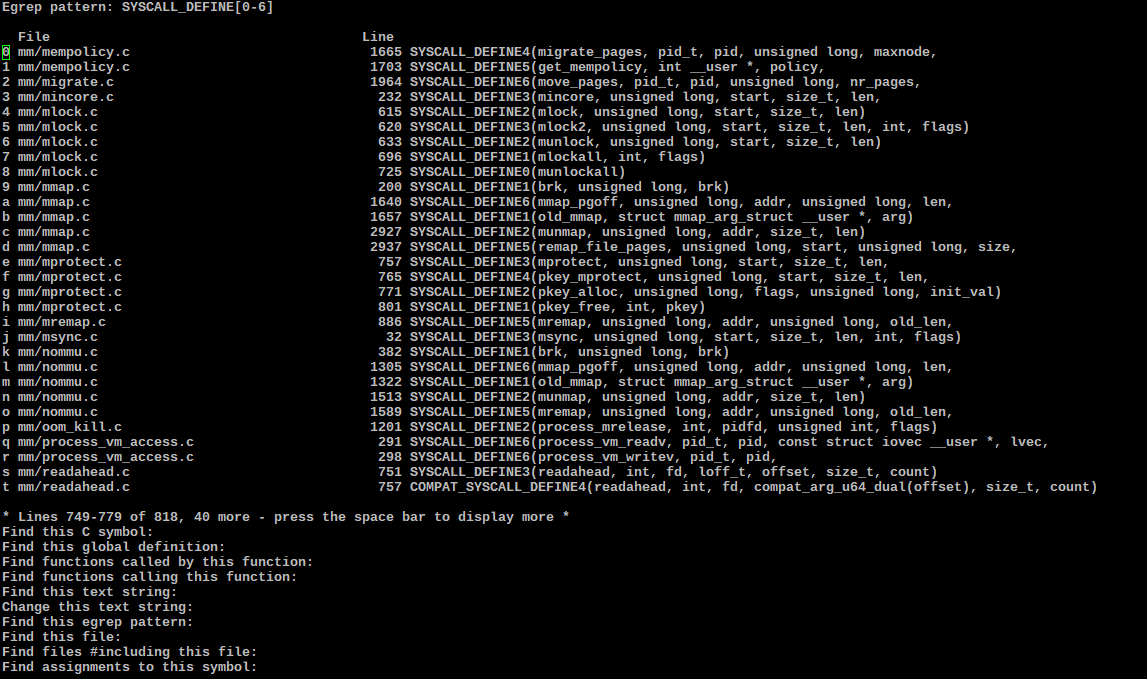 Egrep pattern: SYSCALL_DEFINE[0-6]
File Line
0 mm/mempolicy.c 1665 SYSCALL_DEFINE4(migrate_pages, pid_t, pid, unsigned long, maxnode,
1 mm/mempolicy.c 1703 SYSCALL_DEFINE5(get_mempolicy, int __user *, policy,
2 mm/migrate.c 1964 SYSCALL_DEFINE6(move_pages, pid_t, pid, unsigned long, nr_pages,
3 mm/mincore.c 232 SYSCALL_DEFINE3(mincore, unsigned long, start, size_t, len,
4 mm/mlock.c 615 SYSCALL_DEFINE2(mlock, unsigned long, start, size_t, len)
5 mm/mlock.c 620 SYSCALL_DEFINE3(mlock2, unsigned long, start, size_t, len, int, flags)
6 mm/mlock.c 633 SYSCALL_DEFINE2(munlock, unsigned long, start, size_t, len)
7 mm/mlock.c 696 SYSCALL_DEFINE1(mlockall, int, flags)
8 mm/mlock.c 725 SYSCALL_DEFINE0(munlockall)
9 mm/mmap.c 200 SYSCALL_DEFINE1(brk, unsigned long, brk)
a mm/mmap.c 1640 SYSCALL_DEFINE6(mmap_pgoff, unsigned long, addr, unsigned long, len,
b mm/mmap.c 1657 SYSCALL_DEFINE1(old_mmap, struct mmap_arg_struct __user *, arg)
c mm/mmap.c 2927 SYSCALL_DEFINE2(munmap, unsigned long, addr, size_t, len)
d mm/mmap.c 2937 SYSCALL_DEFINE5(remap_file_pages, unsigned long, start, unsigned long, size,
e mm/mprotect.c 757 SYSCALL_DEFINE3(mprotect, unsigned long, start, size_t, len,
f mm/mprotect.c 765 SYSCALL_DEFINE4(pkey_mprotect, unsigned long, start, size_t, len,
g mm/mprotect.c 771 SYSCALL_DEFINE2(pkey_alloc, unsigned long, flags, unsigned long, init_val)
h mm/mprotect.c 801 SYSCALL_DEFINE1(pkey_free, int, pkey)
i mm/mremap.c 886 SYSCALL_DEFINE5(mremap, unsigned long, addr, unsigned long, old_len,
j mm/msync.c 32 SYSCALL_DEFINE3(msync, unsigned long, start, size_t, len, int, flags)
k mm/nommu.c 382 SYSCALL_DEFINE1(brk, unsigned long, brk)
l mm/nommu.c 1305 SYSCALL_DEFINE6(mmap_pgoff, unsigned long, addr, unsigned long, len,
m mm/nommu.c 1322 SYSCALL_DEFINE1(old_mmap, struct mmap_arg_struct __user *, arg)
n mm/nommu.c 1513 SYSCALL_DEFINE2(munmap, unsigned long, addr, size_t, len)
o mm/nommu.c 1589 SYSCALL_DEFINE5(mremap, unsigned long, addr, unsigned long, old_len,
p mm/oom_kill.c 1201 SYSCALL_DEFINE2(process_mrelease, int, pidfd, unsigned int, flags)
q mm/process_vm_access.c 291 SYSCALL_DEFINE6(process_vm_readv, pid_t, pid, const struct iovec __user *, lvec,
r mm/process_vm_access.c 298 SYSCALL_DEFINE6(process_vm_writev, pid_t, pid,
s mm/readahead.c 751 SYSCALL_DEFINE3(readahead, int, fd, loff_t, offset, size_t, count)
t mm/readahead.c 757 COMPAT_SYSCALL_DEFINE4(readahead, int, fd, compat_arg_u64_dual(offset), size_t, count)
* Lines 749-779 of 818, 40 more - press the space bar to display more *
Find this C symbol:
Find this global definition:
Find functions called by this function:
Find functions calling this function:
Find this text string:
Change this text string:
Find this egrep pattern:
Find this file:
Find files #including this file:
Find assignments to this symbol: